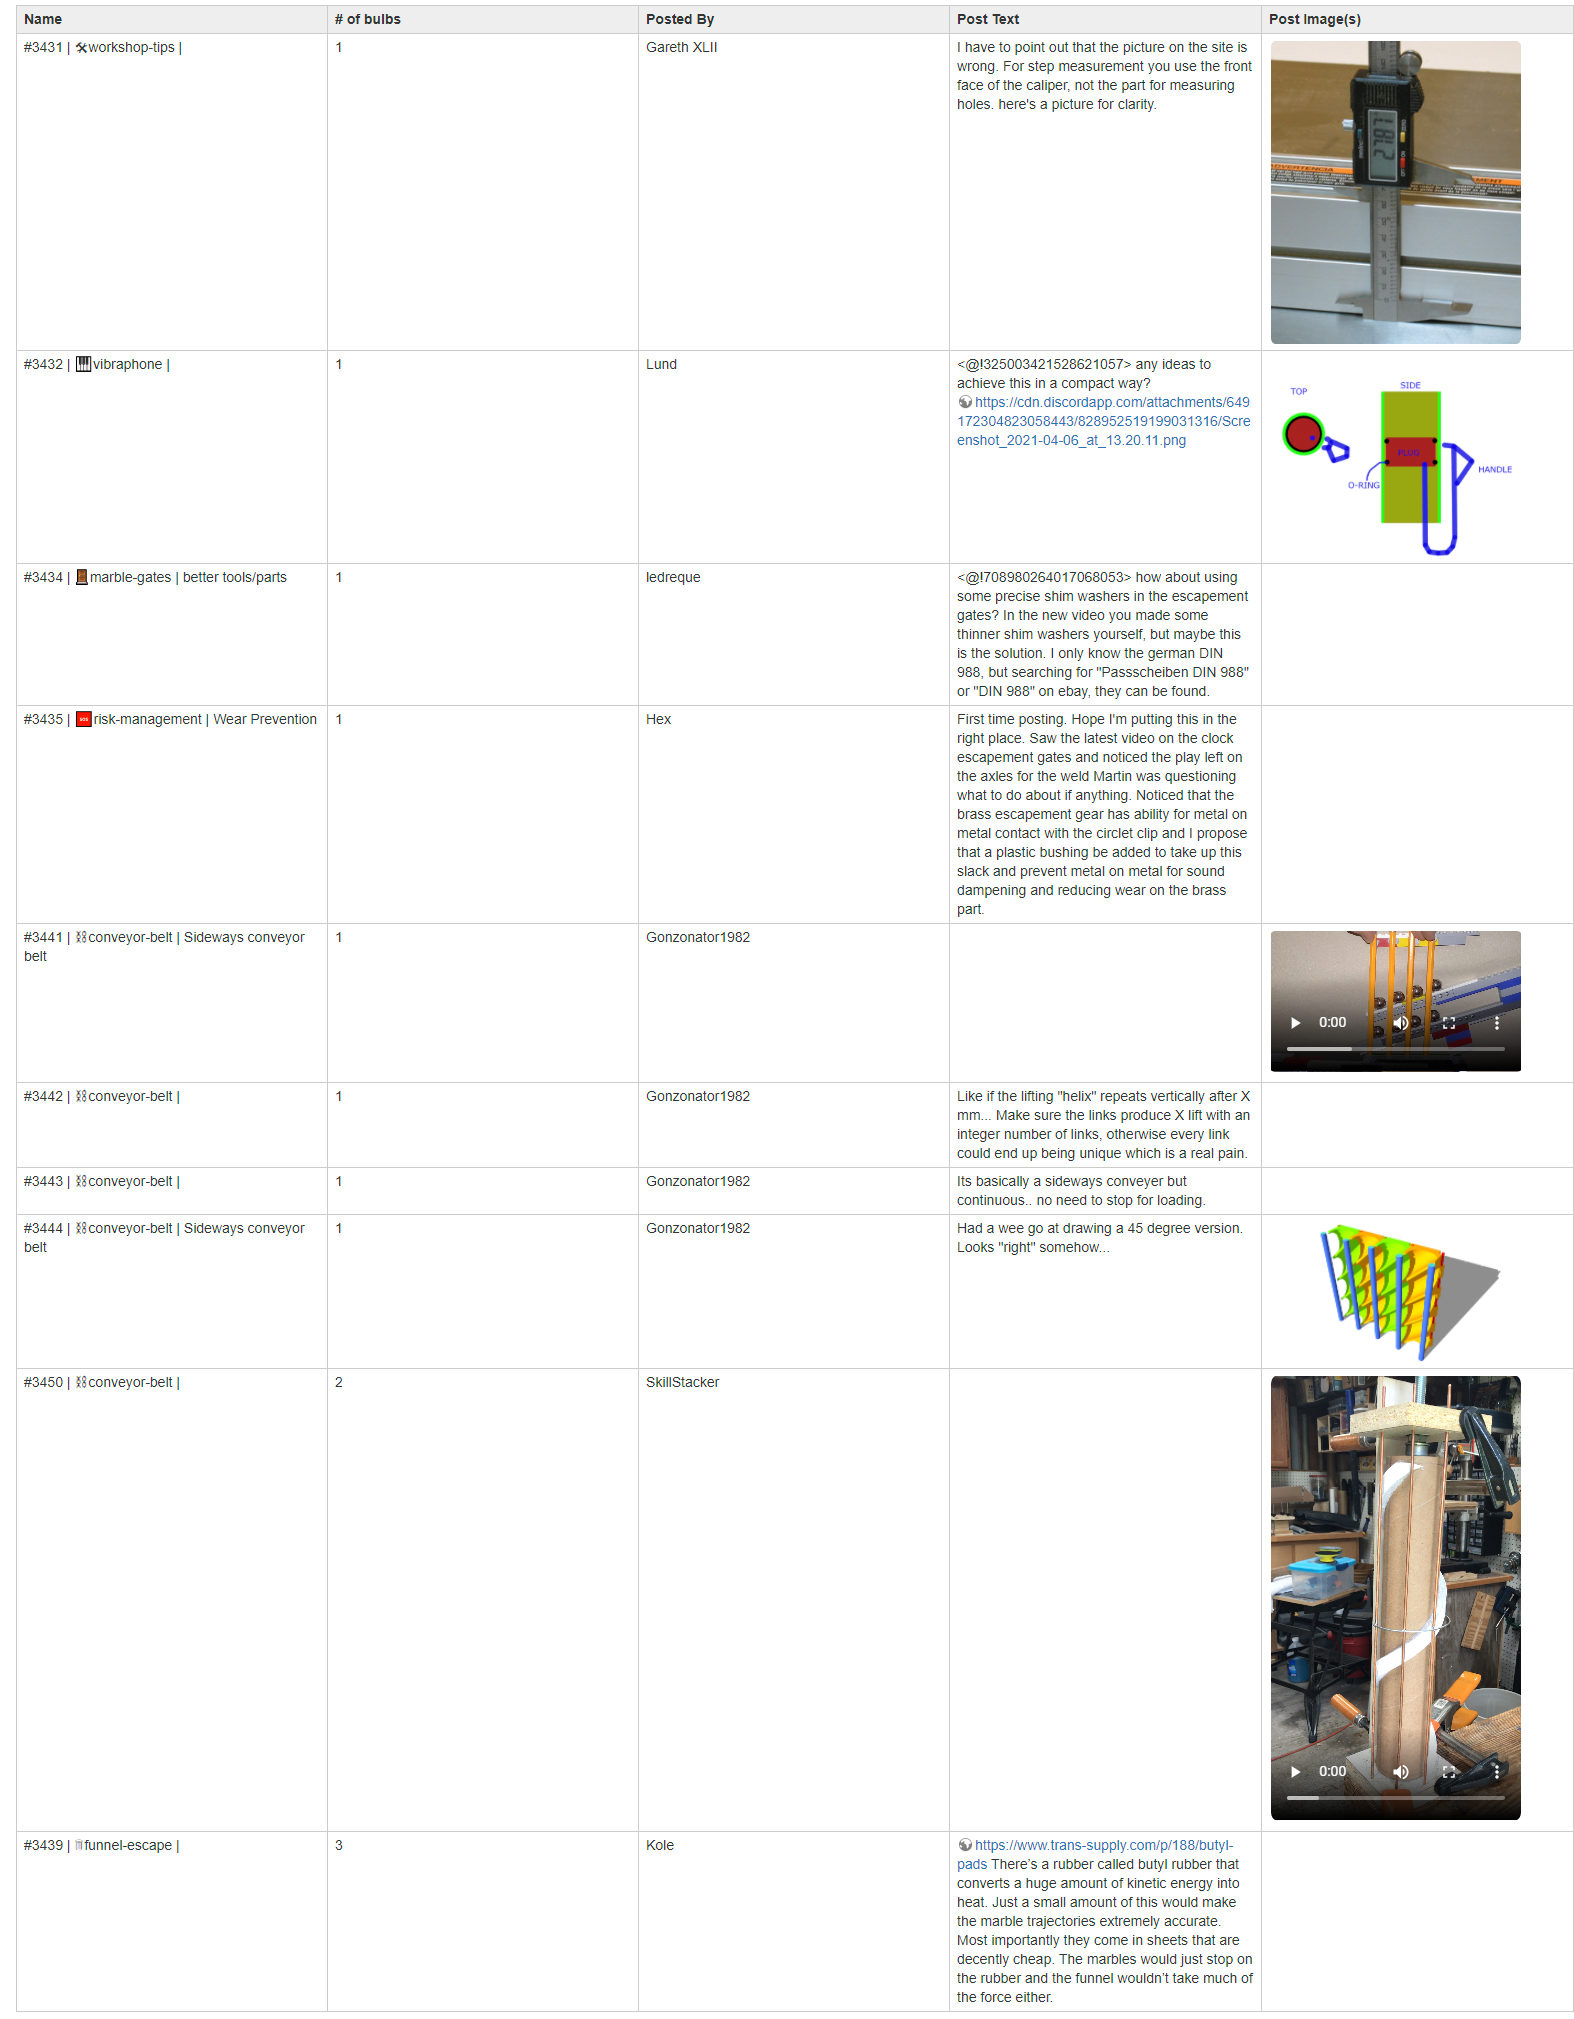 Name # of bulbs Posted By Post Text Post Image(s)
#3431 | 🛠workshop-tips | 1 Gareth XLII
I have to point out that the picture on the site is
wrong. For step measurement you use the front
face of the caliper, not the part for measuring
holes. here's a picture for clarity.
ADVERTENCIA
#3432 | 🎹vibraphone | 1 Lund
<@!325003421528621057> any ideas to
achieve this in a compact way?
https://cdn.discordapp.com/attachments/649
172304823058443/828952519199031316/Scre
enshot_2021-04-06_at_13.20.11.png
TOP
SIDE
PLUG
HANDLE
O-RING
#3434 | 🚪marble-gates | better tools/parts 1 ledreque
<@!708980264017068053> how about using
some precise shim washers in the escapement
gates? In the new video you made some
thinner shim washers yourself, but maybe this
is the solution. I only know the german DIN
988, but searching for "Passscheiben DIN 988"
or "DIN 988" on ebay, they can be found.
#3435 | 🆘risk-management | Wear Prevention 1 Hex
First time posting. Hope I'm putting this in the
right place. Saw the latest video on the clock
escapement gates and noticed the play left on
the axles for the weld Martin was questioning
what to do about if anything. Noticed that the
brass escapement gear has ability for metal on
metal contact with the circlet clip and I propose
that a plastic bushing be added to take up this
slack and prevent metal on metal for sound
dampening and reducing wear on the brass
part.
#3441 | ⛓conveyor-belt | Sideways conveyor
belt
1 Gonzonator1982
0:00
#3442 | ⛓conveyor-belt | 1 Gonzonator1982
Like if the lifting "helix" repeats vertically after X
mm... Make sure the links produce X lift with an
integer number of links, otherwise every link
could end up being unique which is a real pain.
#3443 | ⛓conveyor-belt | 1 Gonzonator1982
Its basically a sideways conveyer but
continuous.. no need to stop for loading.
#3444 | ⛓conveyor-belt | Sideways conveyor
belt
1 Gonzonator1982
Had a wee go at drawing a 45 degree version.
Looks "right" somehow...
#3450 | ⛓conveyor-belt | 2 SkillStacker
0:00
#3439 | 🥛funnel-escape | 3 Kole
https://www.trans-supply.com/p/188/butyl-
pads There's a rubber called butyl rubber that
converts a huge amount of kinetic energy into
heat. Just a small amount of this would make
the marble trajectories extremely accurate.
Most importantly they come in sheets that are
decently cheap. The marbles would just stop on
the rubber and the funnel wouldn't take much of
the force either.